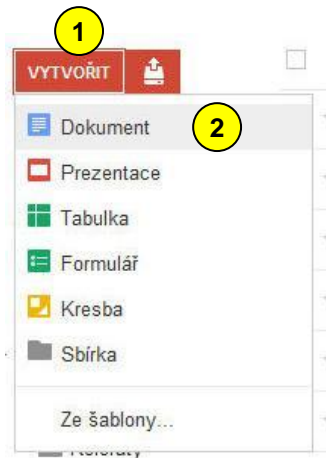 1
VYTVOŘIT
Dokument 2
Prezentace
Tabulka
Formulář
Kresba
Sbírka
Ze šablony...